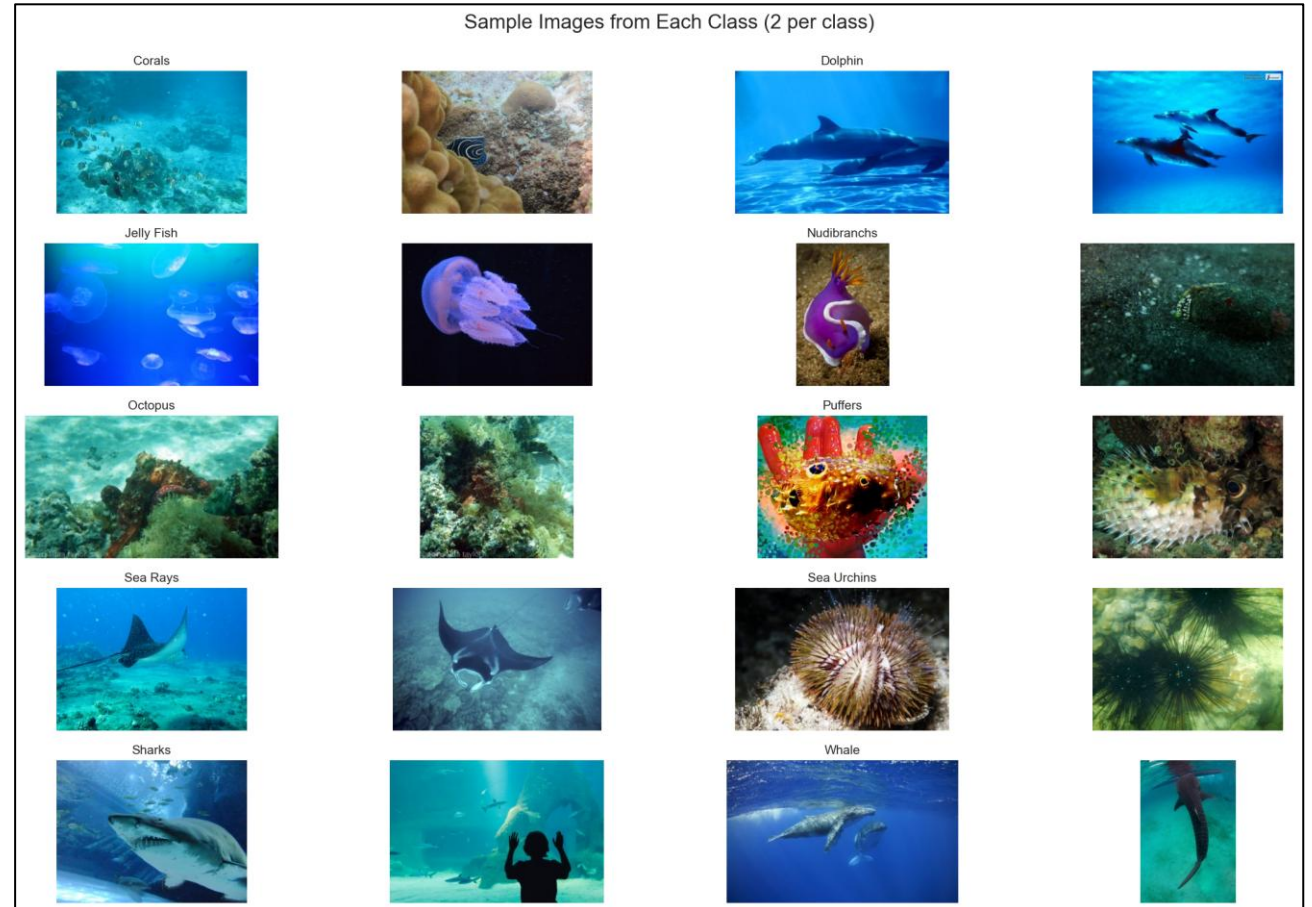 Sample Images from Each Class (2 per class)
Corals
Dolphin
Jelly Fish
Nudibranchs
Octopus
Puffers
Sea Rays
Sea Urchins
Sharks
Whale